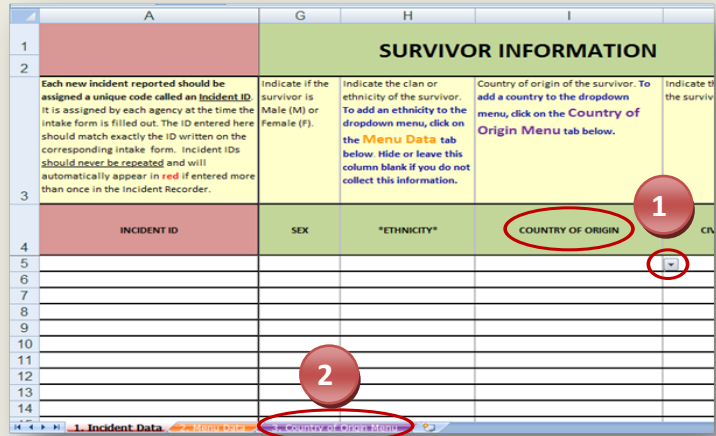 A G H I
1
SURVIVOR INFORMATION
2
Each new incident reported should be
assigned a unique code called an Incident ID.
It is assigned by each agency at the time the
intake form is filled out. The ID entered here
should match exactly the ID written on the
corresponding intake form. Incident IDs
should never be repeated and will
automatically appear in red if entered more
than once in the Incident Recorder.
Indicate if the
survivor is
Male (M) or
Female (F).
Indicate the clan or
ethnicity of the survivor.
To add an ethnicity to the
dropdown menu, click on
the Menu Data tab
below. Hide or leave this
column blank if you do not
collect this information.
Country of origin of the survivor. To
add a country to the dropdown
menu, click on the Country of
Origin Menu tab below.
Indicate th
the surviv
3
1
INCIDENT ID
SEX
*ETHNICITY*
COUNTRY OF ORIGIN
CIV
4
5
6
7
8
9
10
11
12
13
14
2
1. Incident Data
2. Menu Data
3. Country of Origin Menu